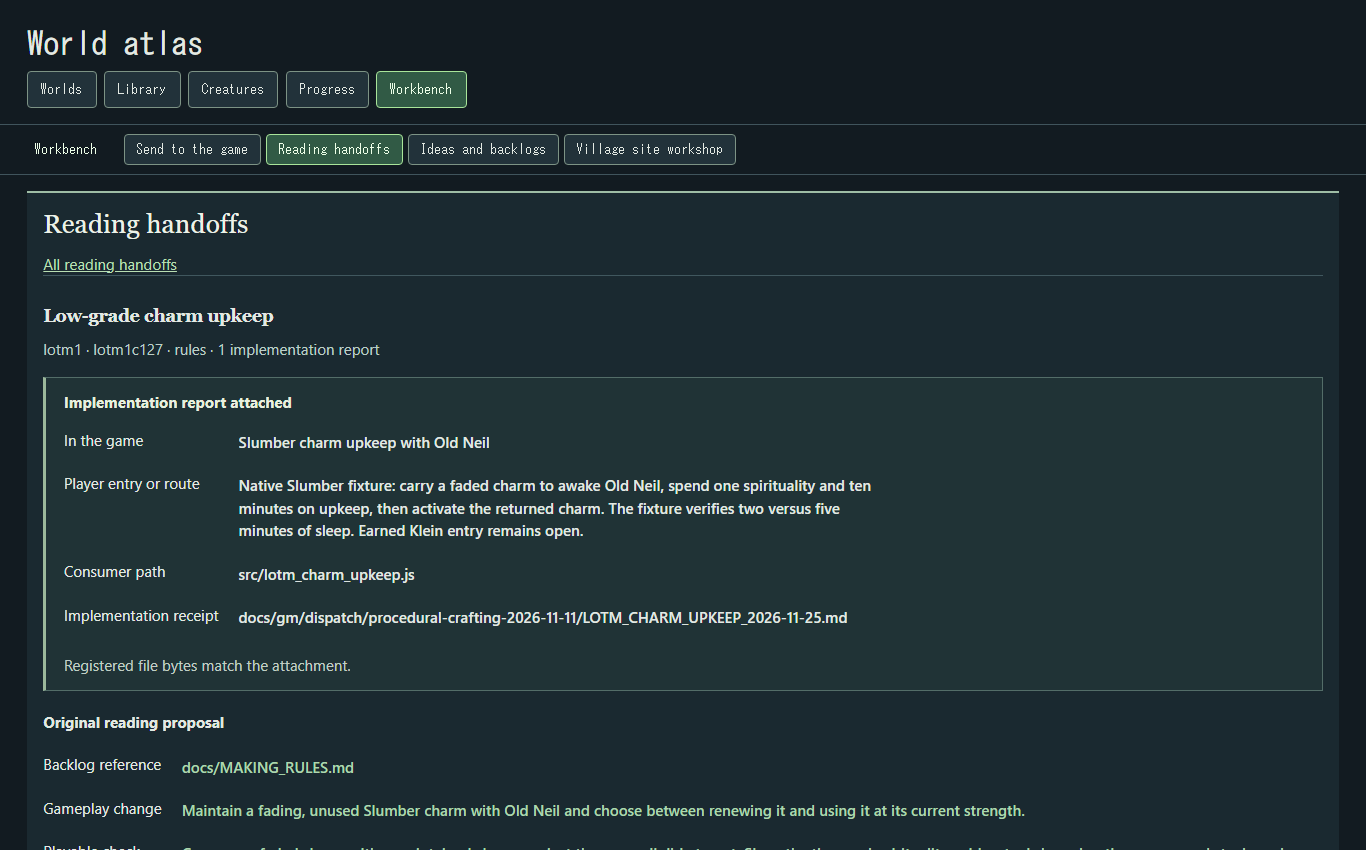 World atlas
Worlds Library Creatures Progress Workbench
Workbench Send to the game Reading handoffs Ideas and backlogs Village site workshop
Reading handoffs
All reading handoffs
Low-grade charm upkeep
lotm1 · lotm1c127 · rules · 1 implementation report
Implementation report attached
In the game Slumber charm upkeep with Old Neil
Player entry or route Native Slumber fixture: carry a faded charm to awake Old Neil, spend one spirituality and ten
minutes on upkeep, then activate the returned charm. The fixture verifies two versus five
minutes of sleep. Earned Klein entry remains open.
Consumer path src/lotm_charm_upkeep.js
Implementation receipt docs/gm/dispatch/procedural-crafting-2026-11-11/LOTM_CHARM_UPKEEP_2026-11-25.md
Registered file bytes match the attachment.
Original reading proposal
Backlog reference docs/MAKING_RULES.md
Gameplay change Maintain a fading, unused Slumber charm with Old Neil and choose between renewing it and using it at its current strength.
Playable check